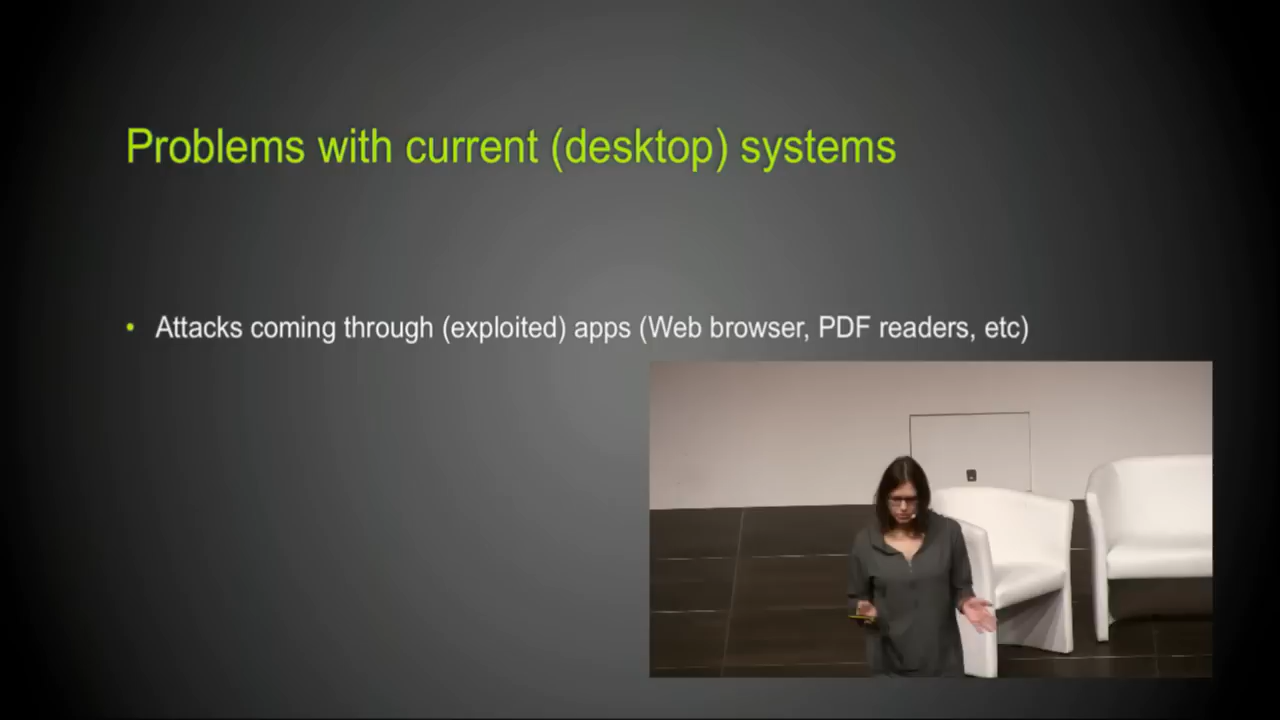 Problems with current (desktop) systems
• Attacks coming through (exploited) apps (Web browser, PDF readers, etc)